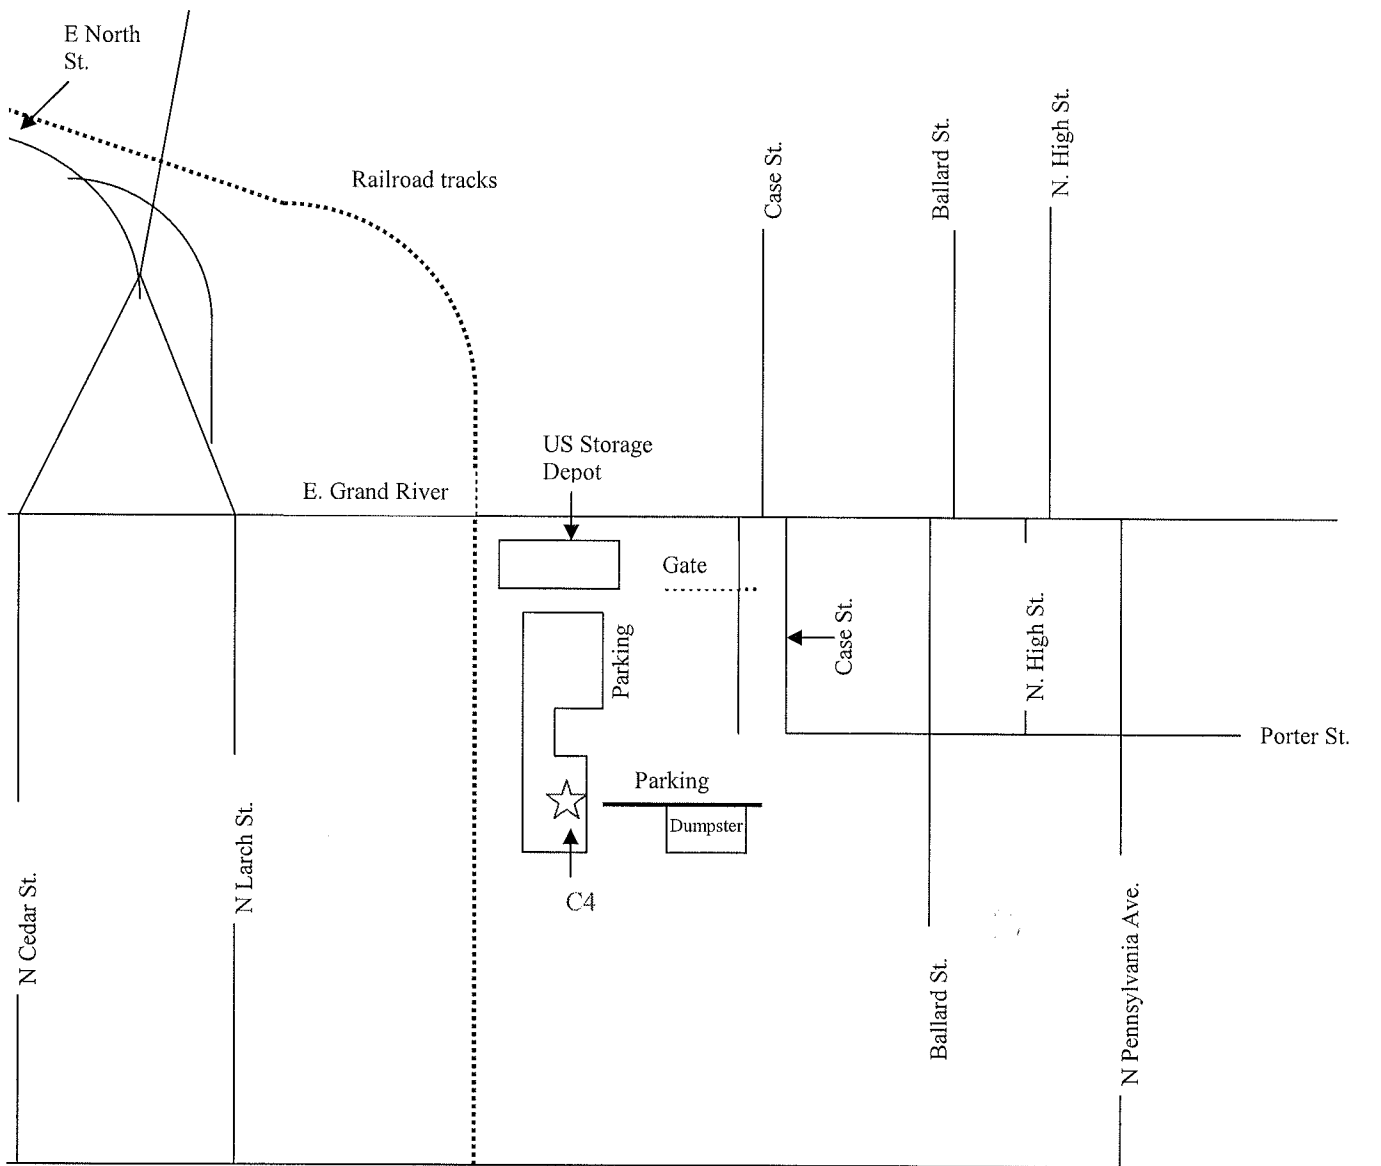 E North
St.
Railroad tracks
Case St.
Ballard St.
N. High St.
US Storage
Depot
E. Grand River
Gate
Parking
Case St.
N. High St.
Porter St.
Parking
Dumpster
C4
N Cedar St.
N Larch St.
Ballard St.
N Pennsylvania Ave.